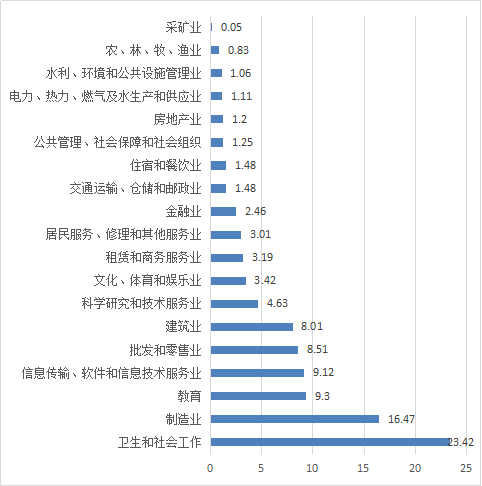 采矿业 0.05
农、林、牧、渔业 0.83
水利、环境和公共设施管理业 1.06
电力、热力、燃气及水生产和供应业 1.11
房地产业 1.2
公共管理、社会保障和社会组织 1.25
住宿和餐饮业 1.48
交通运输、仓储和邮政业 1.48
金融业 2.46
居民服务、修理和其他服务业 3.01
租赁和商务服务业 3.19
文化、体育和娱乐业 3.42
科学研究和技术服务业 4.63
建筑业 8.01
批发和零售业 8.51
信息传输、软件和信息技术服务业 9.12
教育 9.3
制造业 16.47
卫生和社会工作 23.42
0 5 10 15 20 25